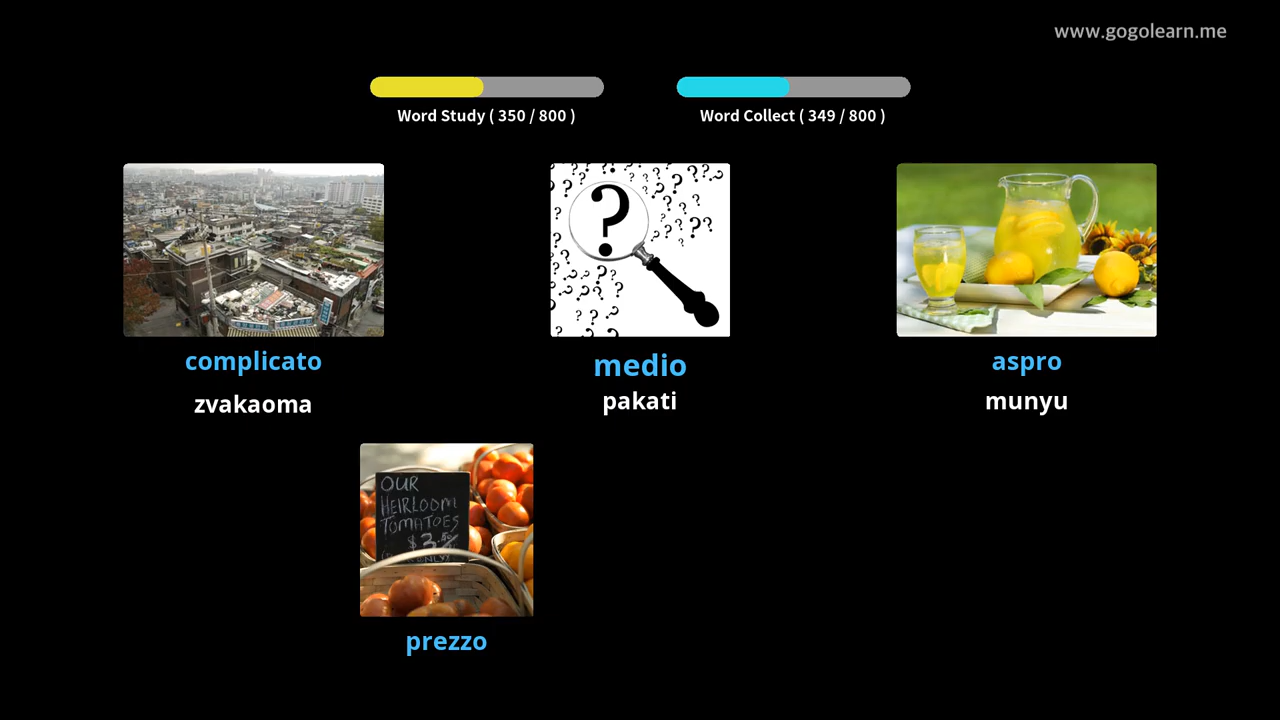 www.gogolearn.me
Word Study ( 350 / 800 )
Word Collect ( 349 / 800 )
complicato
zvakaoma
medio
pakati
aspro
munyu
OUR
HEIRLOOM
TOMATOES
prezzo